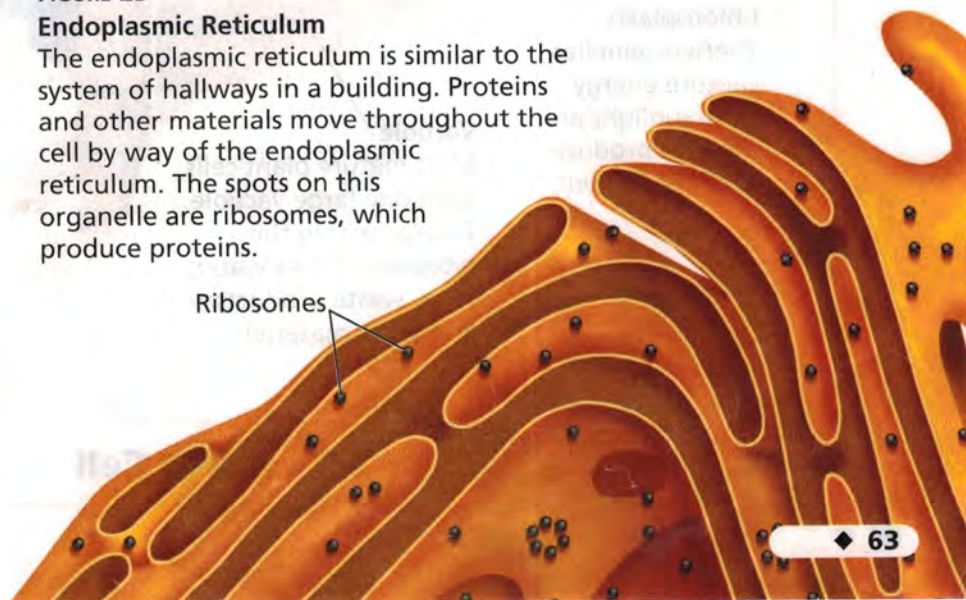 Endoplasmic Reticulum
The endoplasmic reticulum is similar to the
system of hallways in a building. Proteins
and other materials move throughout the
cell by way of the endoplasmic
reticulum. The spots on this
organelle are ribosomes, which
produce proteins.
Ribosomes
◆ 63